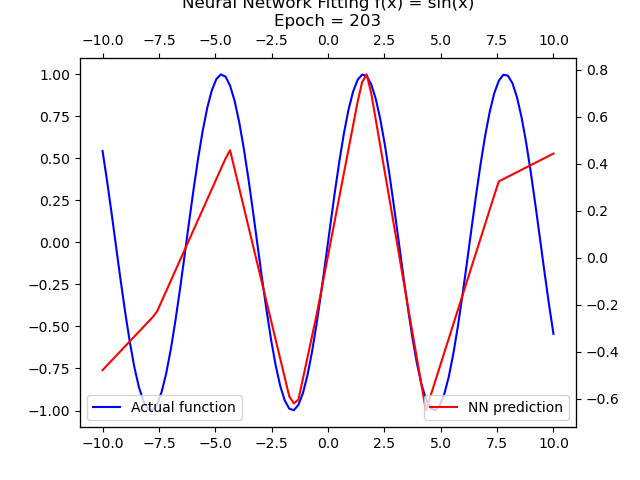 Neural Network Fitting f(x) = sin(x)
Epoch = 203
−10.0 −7.5 −5.0 −2.5 0.0 2.5 5.0 7.5 10.0
1.00
0.75
0.50
0.25
0.00
−0.25
−0.50
−0.75
−1.00
0.8
0.6
0.4
0.2
0.0
−0.2
−0.4
−0.6
Actual function
NN prediction
−10.0 −7.5 −5.0 −2.5 0.0 2.5 5.0 7.5 10.0